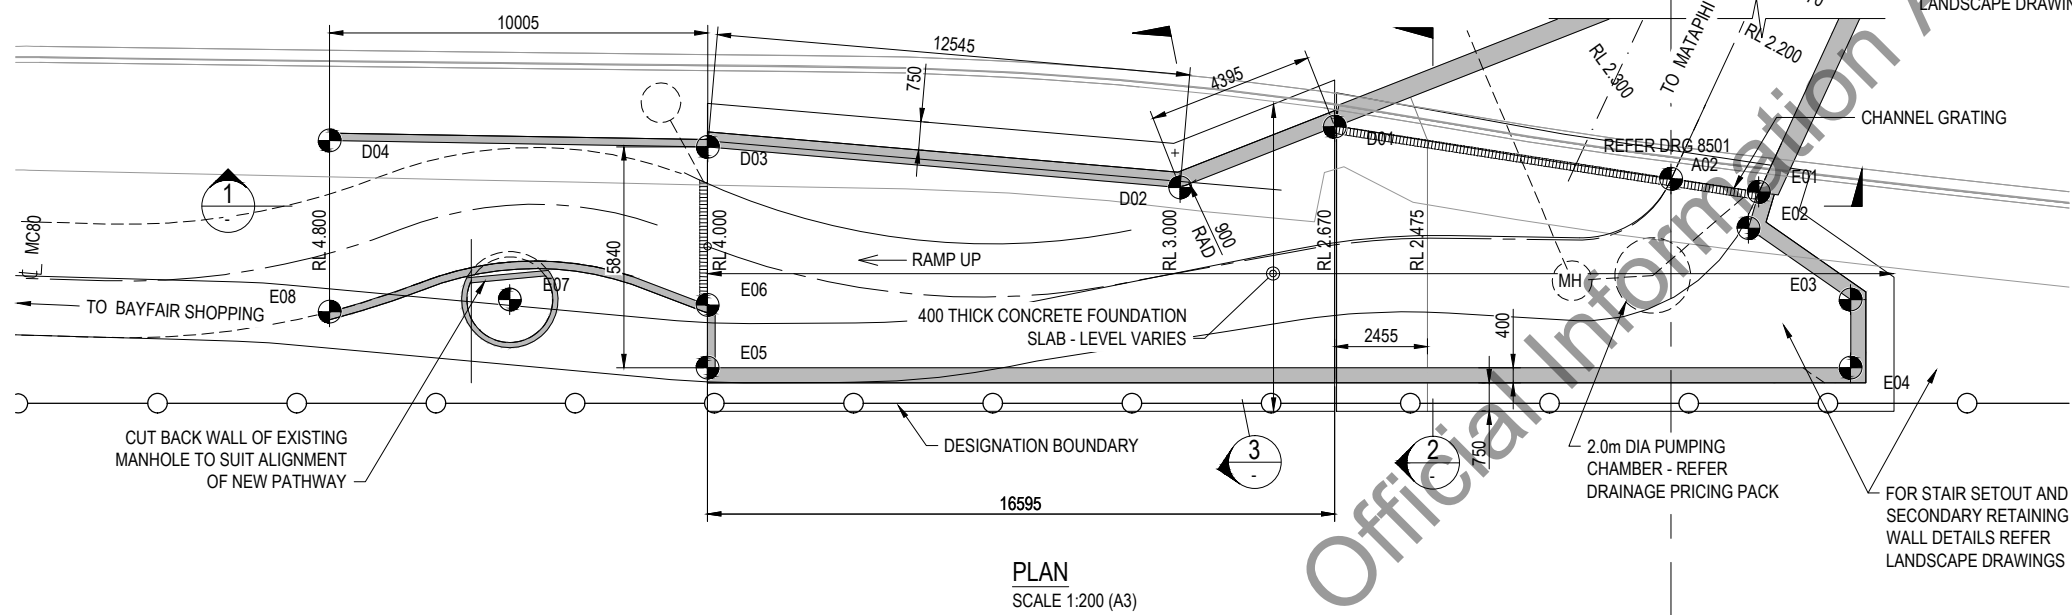 10005
12545
750
4395
RL 2.300
TO MATAPIHI
RL 2.200
LANDSCAPE DRAWIN
CHANNEL GRATING
REFER DRG 8501
D04
D03
D02
D01
A02
E01
E02
E03
E04
1
-
RL 4.800
5840
RL 4.000
RL 3.000
900
RAD
RL 2.670
RL 2.475
MC80
RAMP UP
MH
E08
E07
E06
E05
TO BAYFAIR SHOPPING
400 THICK CONCRETE FOUNDATION
SLAB - LEVEL VARIES
2455
400
750
CUT BACK WALL OF EXISTING
MANHOLE TO SUIT ALIGNMENT
OF NEW PATHWAY
DESIGNATION BOUNDARY
3
-
2
-
2.0m DIA PUMPING
CHAMBER - REFER
DRAINAGE PRICING PACK
FOR STAIR SETOUT AND
SECONDARY RETAINING
WALL DETAILS REFER
LANDSCAPE DRAWINGS
16595
PLAN
SCALE 1:200 (A3)
Official Information A